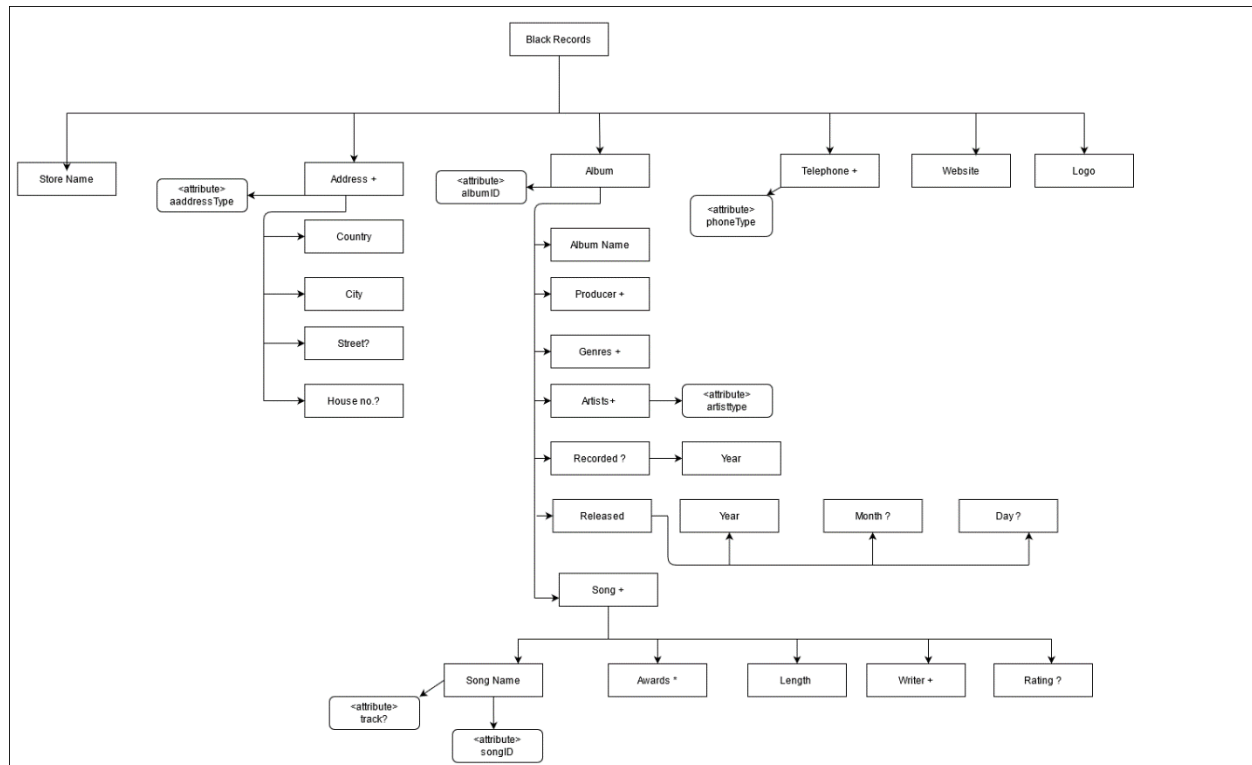 Black Records
Store Name
Address +
Album
Telephone +
Website
Logo
<attribute>
aaddressType
<attribute>
albumID
<attribute>
phoneType
Country
City
Street?
House no.?
Album Name
Producer +
Genres +
Artists+
<attribute>
artisttype
Recorded ?
Year
Released
Year
Month ?
Day ?
Song +
Song Name
Awards *
Length
Writer +
Rating ?
<attribute>
track?
<attribute>
songID